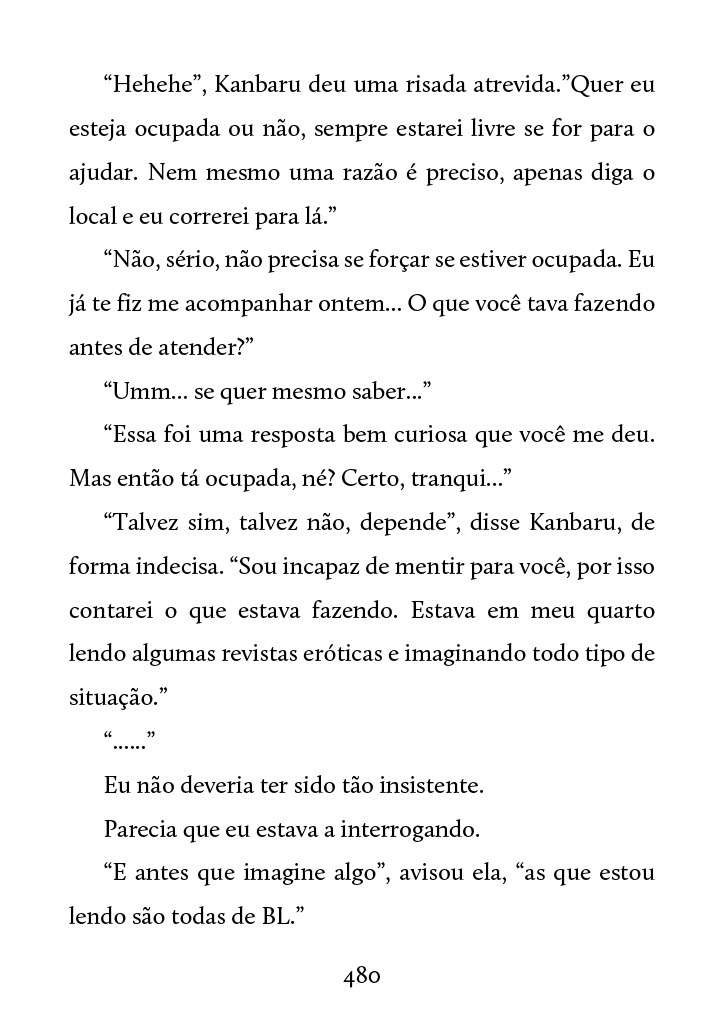 “Hehehe”, Kanbaru deu uma risada atrevida.”Quer eu
esteja ocupada ou não, sempre estarei livre se for para o
ajudar. Nem mesmo uma razão é preciso, apenas diga o
local e eu correrei para lá.”
“Não, sério, não precisa se forçar se estiver ocupada. Eu
já te fiz me acompanhar ontem... O que você tava fazendo
antes de atender?”
“Umm... se quer mesmo saber...”
“Essa foi uma resposta bem curiosa que você me deu.
Mas então tá ocupada, né? Certo, tranqui...”
“Talvez sim, talvez não, depende”, disse Kanbaru, de
forma indecisa. “Sou incapaz de mentir para você, por isso
contarei o que estava fazendo. Estava em meu quarto
lendo algumas revistas eróticas e imaginando todo tipo de
situação.”
“......”
Eu não deveria ter sido tão insistente.
Parecia que eu estava a interrogando.
“E antes que imagine algo”, avisou ela, “as que estou
lendo são todas de BL.”
480